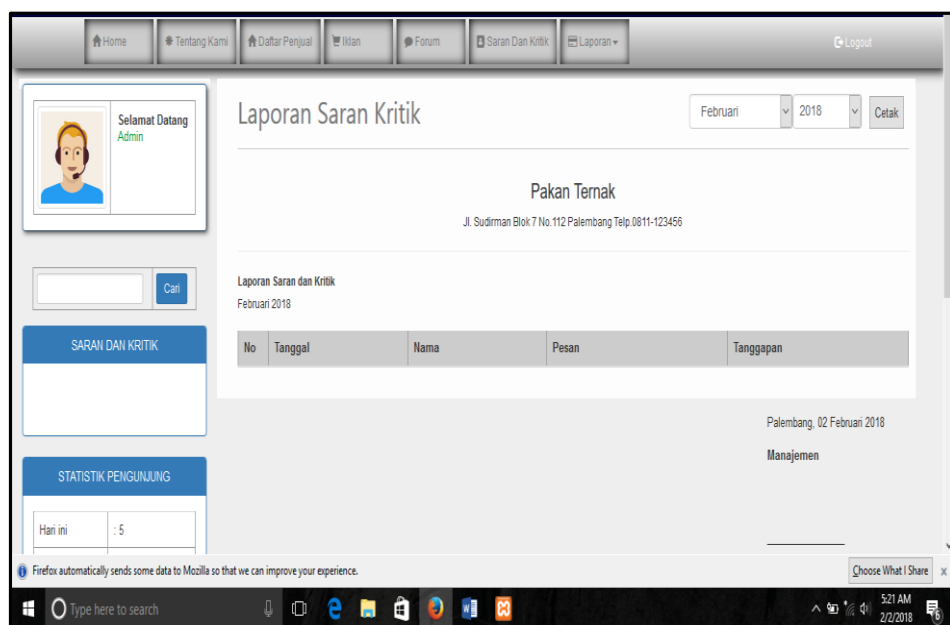 Home Tentang Kami Daftar Penjual Iklan Forum Saran Dan Kritik Laporan Logout
Selamat Datang
Admin
Laporan Saran Kritik
Februari 2018 Cetak
Pakan Ternak
Jl. Sudirman Blok 7 No.112 Palembang Telp.0811-123456
Cari
Laporan Saran dan Kritik
Februari 2018
SARAN DAN KRITIK
No Tanggal Nama Pesan Tanggapan
Palembang, 02 Februari 2018
Manajemen
STATISTIK PENGUNJUNG
Hari ini : 5
Firefox automatically sends some data to Mozilla so that we can improve your experience. Choose What I Share x
Type here to search
5:21 AM
2/2/2018